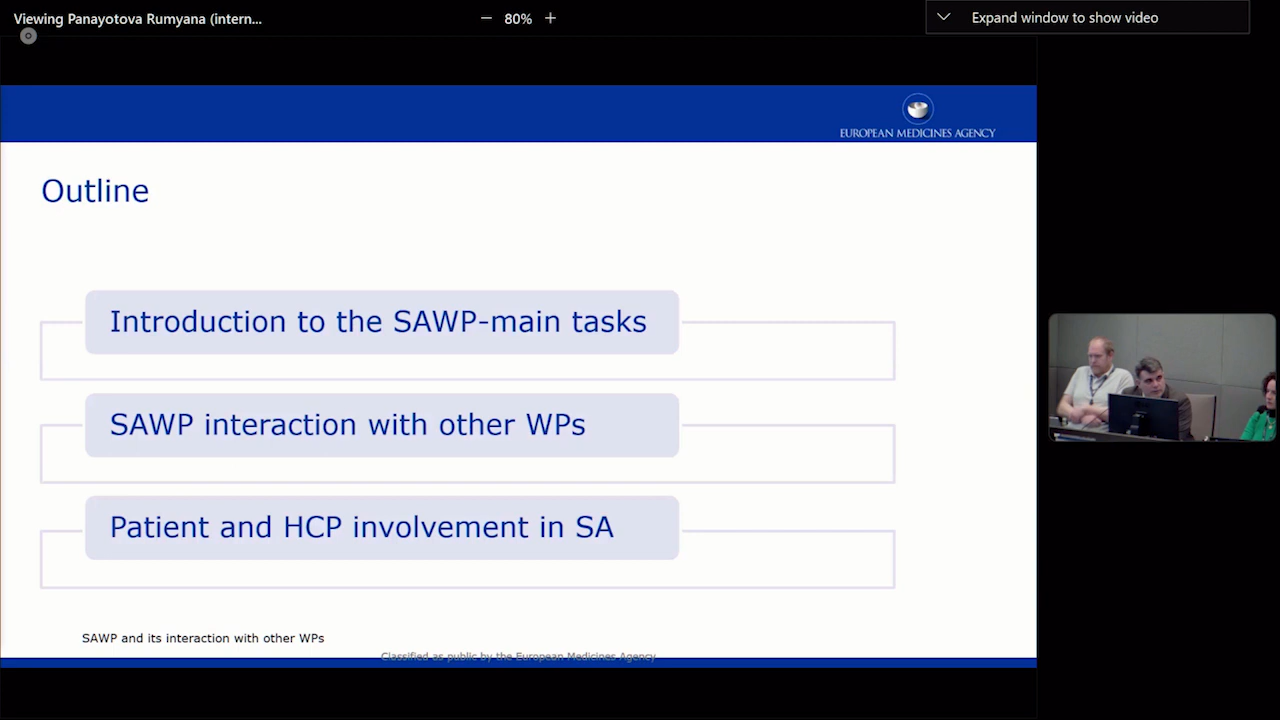 Viewing Panayotova Rumyana (intern...
80%
Expand window to show video
EUROPEAN MEDICINES AGENCY
Outline
Introduction to the SAWP-main tasks
SAWP interaction with other WPs
Patient and HCP involvement in SA
SAWP and its interaction with other WPs
Classified as public by the European Medicines Agency